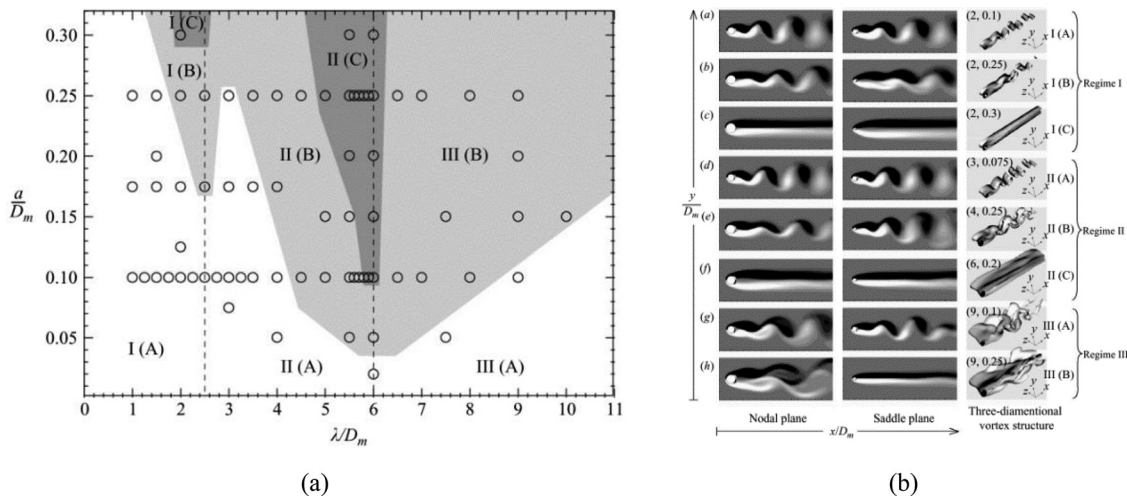 0.30
0.25
0.20
a/D_m
0.15
0.10
0.05
0 1 2 3 4 5 6 7 8 9 10 11
λ/D_m
I (C)
I (B)
II (C)
II (B)
III (B)
I (A)
II (A)
III (A)
(a)
y/D_m
(a) (2, 0.1) y z x I (A)
(b) (2, 0.25) y z x I (B) Regime I
(c) (2, 0.3) y z x I (C)
(d) (3, 0.075) y z x II (A)
(e) (4, 0.25) y z x II (B) Regime II
(f) (6, 0.2) y z x II (C)
(g) (9, 0.1) y z x III (A)
(h) (9, 0.25) y z x III (B) Regime III
Nodal plane Saddle plane Three-diamentional
vortex structure
x/D_m
(b)